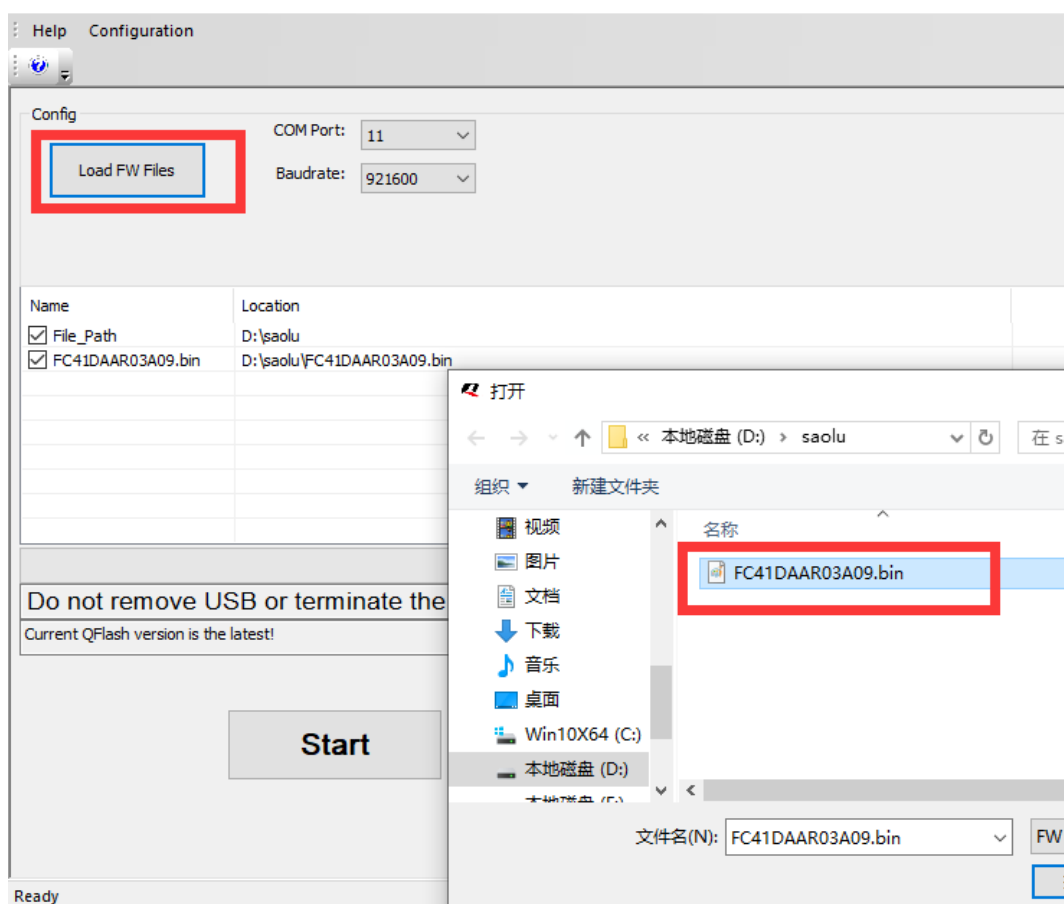 Help Configuration
Config
Load FW Files
COM Port: 11
Baudrate: 921600
Name Location
File_Path D:\saolu
FC41DAAR03A09.bin D:\saolu\FC41DAAR03A09.bin
打开
« 本地磁盘 (D:) › saolu
在 s
组织 新建文件夹
视频
图片
文档
下载
音乐
桌面
Win10X64 (C:)
本地磁盘 (D:)
名称
FC41DAAR03A09.bin
Do not remove USB or terminate the
Current QFlash version is the latest!
Start
文件名(N): FC41DAAR03A09.bin
FW
Ready